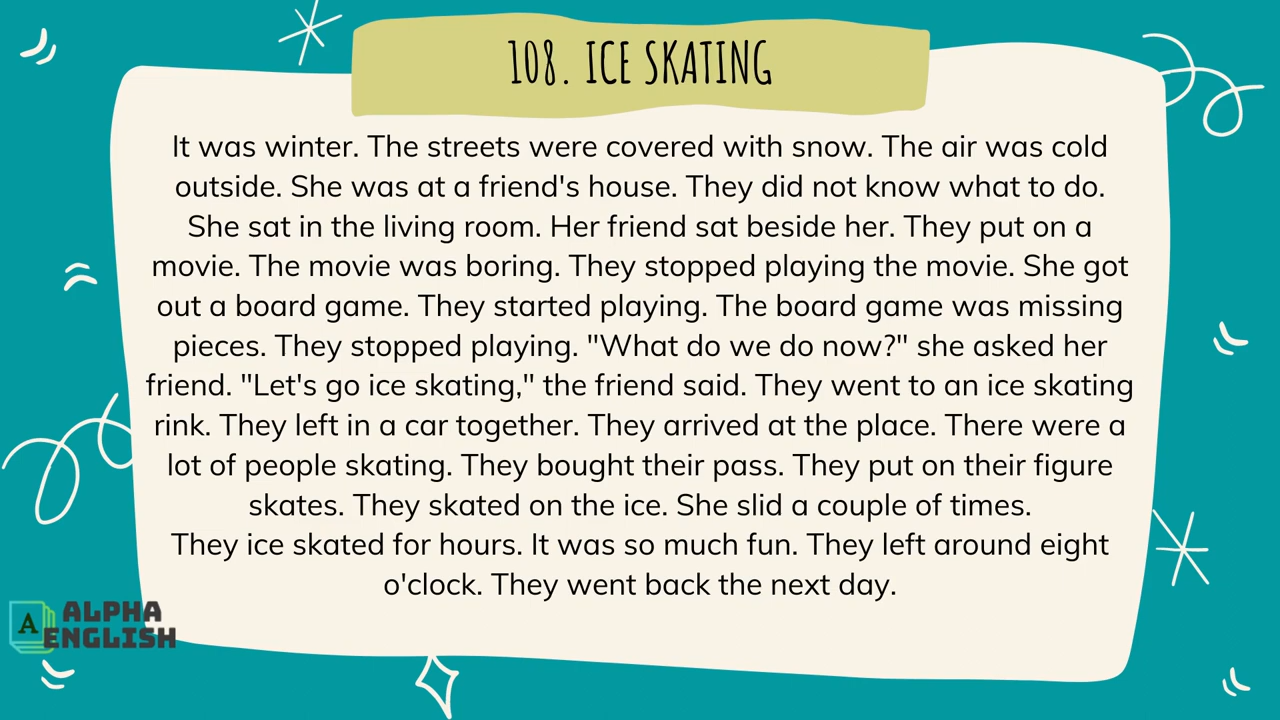 108. ICE SKATING
It was winter. The streets were covered with snow. The air was cold
outside. She was at a friend's house. They did not know what to do.
She sat in the living room. Her friend sat beside her. They put on a
movie. The movie was boring. They stopped playing the movie. She got
out a board game. They started playing. The board game was missing
pieces. They stopped playing. "What do we do now?" she asked her
friend. "Let's go ice skating," the friend said. They went to an ice skating
rink. They left in a car together. They arrived at the place. There were a
lot of people skating. They bought their pass. They put on their figure
skates. They skated on the ice. She slid a couple of times.
They ice skated for hours. It was so much fun. They left around eight
o'clock. They went back the next day.
A
ALPHA
ENGLISH